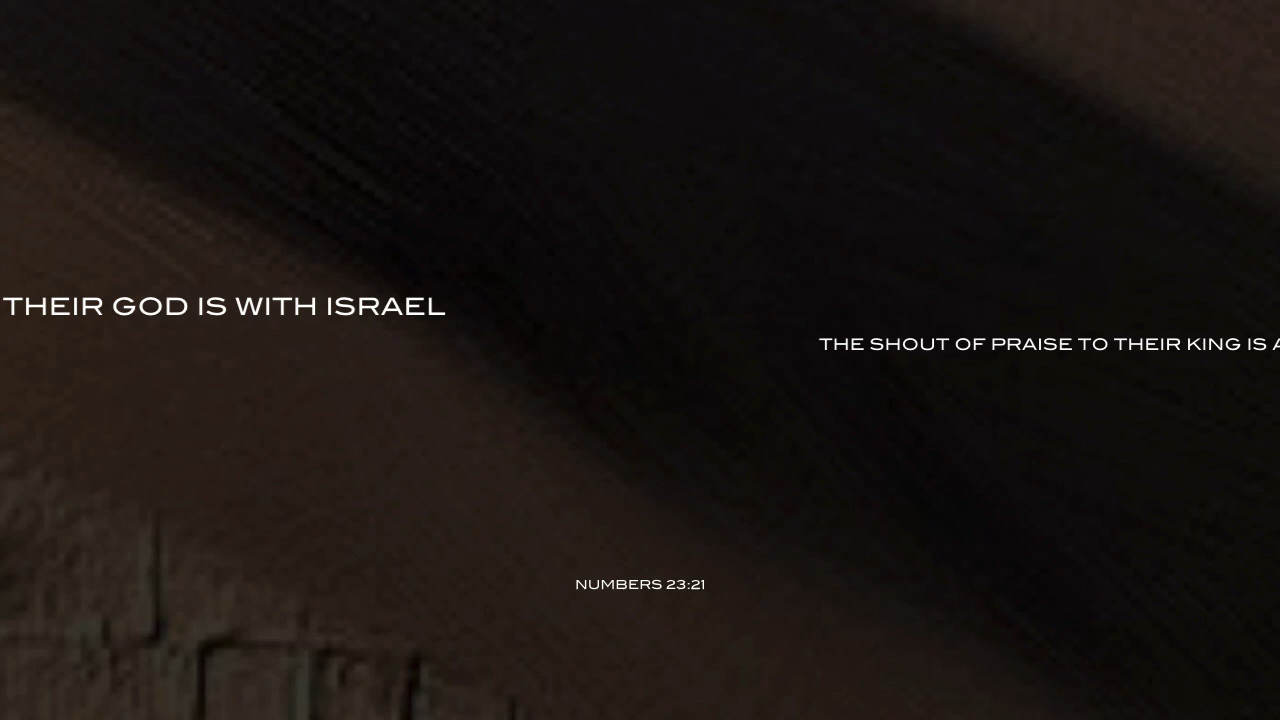 THEIR GOD IS WITH ISRAEL
THE SHOUT OF PRAISE TO THEIR KING IS
NUMBERS 23:21